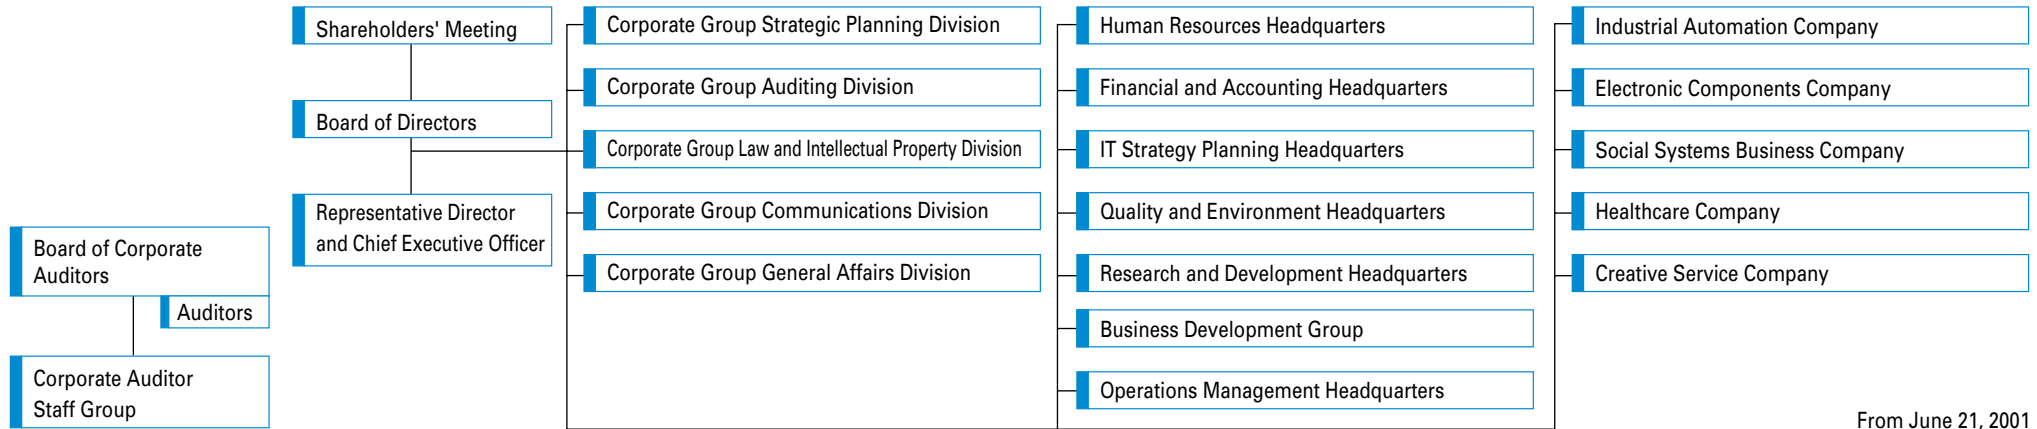 Shareholders' Meeting
Board of Directors
Representative Director
and Chief Executive Officer
Board of Corporate
Auditors
Auditors
Corporate Auditor
Staff Group
Corporate Group Strategic Planning Division
Corporate Group Auditing Division
Corporate Group Law and Intellectual Property Division
Corporate Group Communications Division
Corporate Group General Affairs Division
Human Resources Headquarters
Financial and Accounting Headquarters
IT Strategy Planning Headquarters
Quality and Environment Headquarters
Research and Development Headquarters
Business Development Group
Operations Management Headquarters
Industrial Automation Company
Electronic Components Company
Social Systems Business Company
Healthcare Company
Creative Service Company
From June 21, 2001